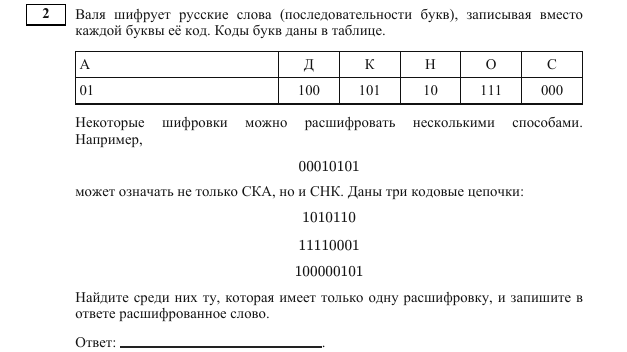 2
Валя шифрует русские слова (последовательности букв), записывая вместо
каждой буквы её код. Коды букв даны в таблице.
А Д К Н О С
01 100 101 10 111 000
Некоторые шифровки можно расшифровать несколькими способами.
Например,
00010101
может означать не только СКА, но и СНК. Даны три кодовые цепочки:
1010110
11110001
100000101
Найдите среди них ту, которая имеет только одну расшифровку, и запишите в
ответе расшифрованное слово.
Ответ: .